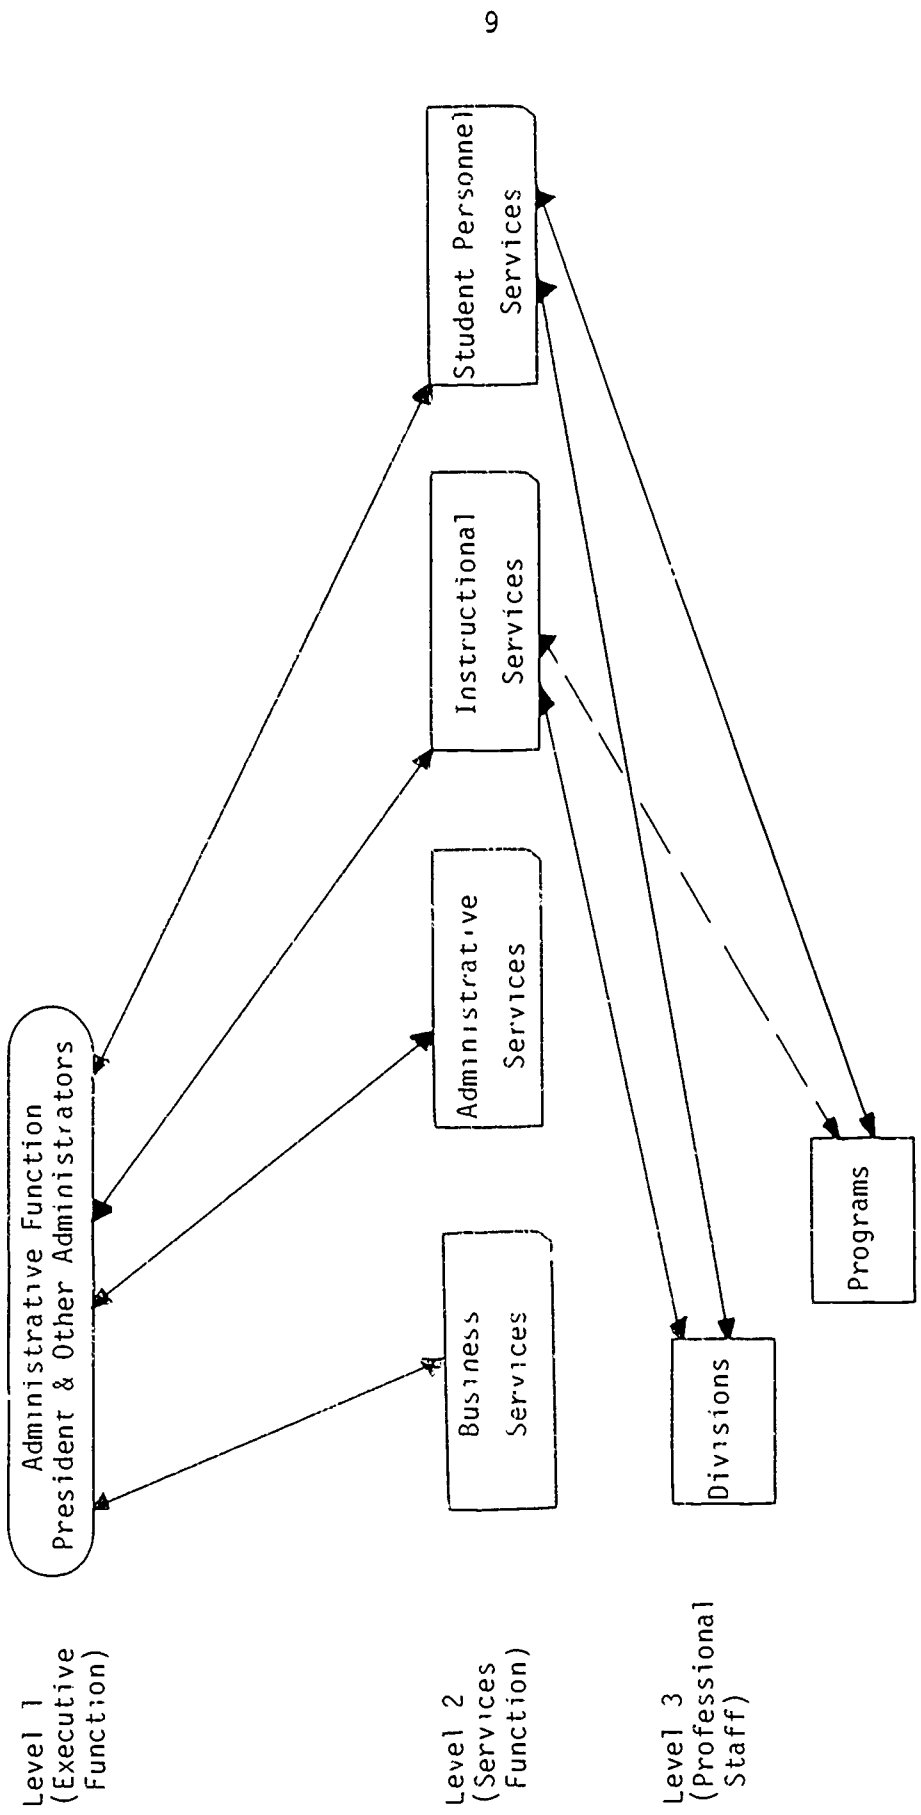 9
Level 1
(Executive
Function)
Administrative Function
President & Other Administrators
Level 2
(Services
Function)
Business
Services
Administrative
Services
Instructional
Services
Student Personnel
Services
Level 3
(Professional
Staff)
Divisions
Programs